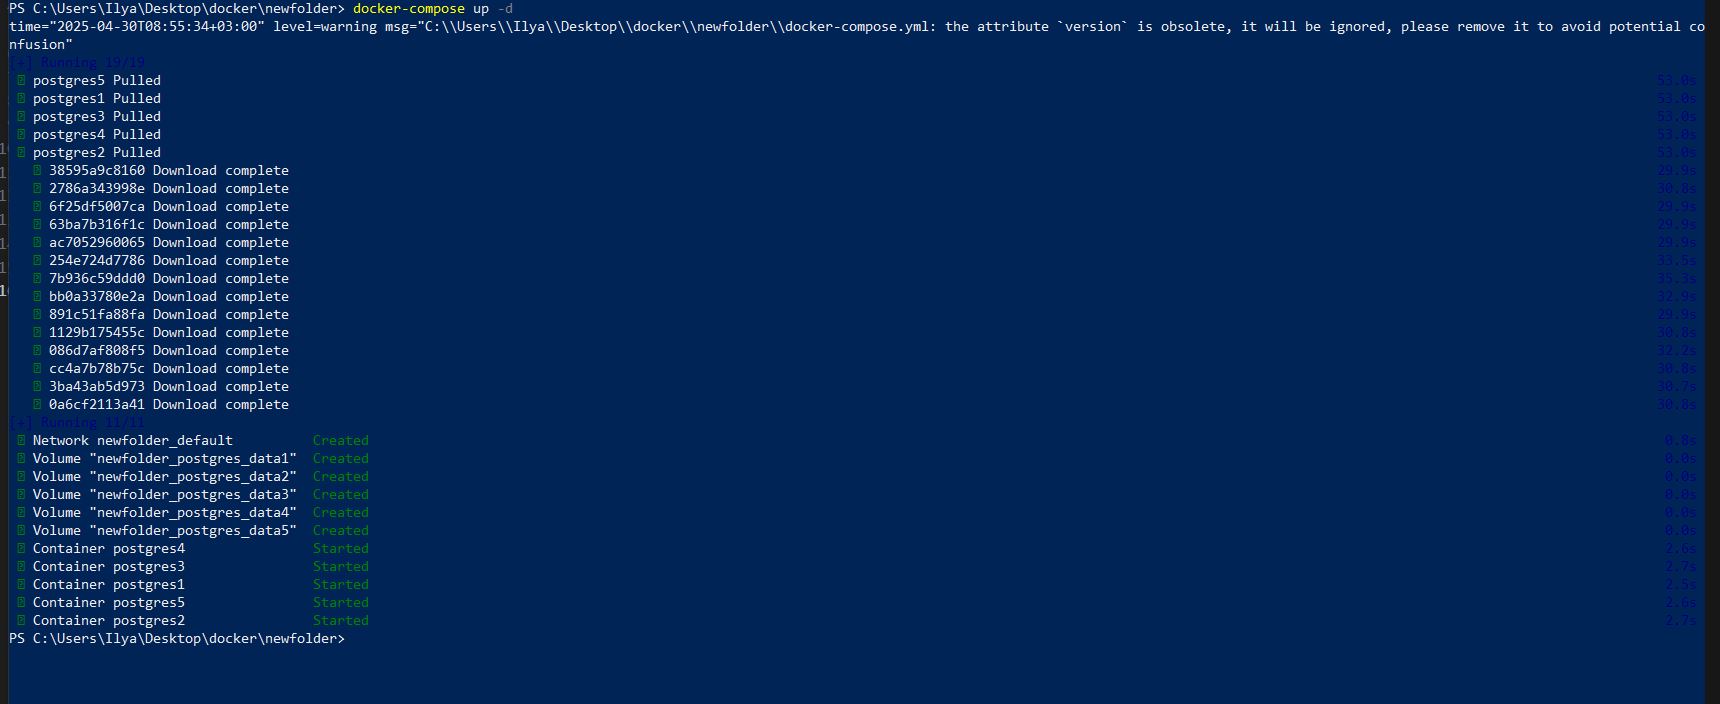 PS C:\Users\Ilya\Desktop\docker\newfolder> docker-compose up -d
time="2025-04-30T08:55:34+03:00" level=warning msg="C:\\Users\\Ilya\\Desktop\\docker\\newfolder\\docker-compose.yml: the attribute `version` is obsolete, it will be ignored, please remove it to avoid potential co
nfusion"
[+] Running 19/19
postgres5 Pulled 53.0s
postgres1 Pulled 53.0s
postgres3 Pulled 53.0s
postgres4 Pulled 53.0s
postgres2 Pulled 53.0s
38595a9c8160 Download complete 29.9s
2786a343998e Download complete 30.8s
6f25df5007ca Download complete 29.9s
63ba7b316f1c Download complete 29.9s
ac7052960065 Download complete 29.9s
254e724d7786 Download complete 33.5s
7b936c59ddd0 Download complete 35.3s
bb0a33780e2a Download complete 32.9s
891c51fa88fa Download complete 29.9s
1129b175455c Download complete 30.8s
086d7af808f5 Download complete 32.2s
cc4a7b78b75c Download complete 30.8s
3ba43ab5d973 Download complete 30.7s
0a6cf2113a41 Download complete 30.8s
[+] Running 11/11
Network newfolder_default Created 0.8s
Volume "newfolder_postgres_data1" Created 0.0s
Volume "newfolder_postgres_data2" Created 0.0s
Volume "newfolder_postgres_data3" Created 0.0s
Volume "newfolder_postgres_data4" Created 0.0s
Volume "newfolder_postgres_data5" Created 0.0s
Container postgres4 Started 2.6s
Container postgres3 Started 2.7s
Container postgres1 Started 2.5s
Container postgres5 Started 2.6s
Container postgres2 Started 2.7s
PS C:\Users\Ilya\Desktop\docker\newfolder>